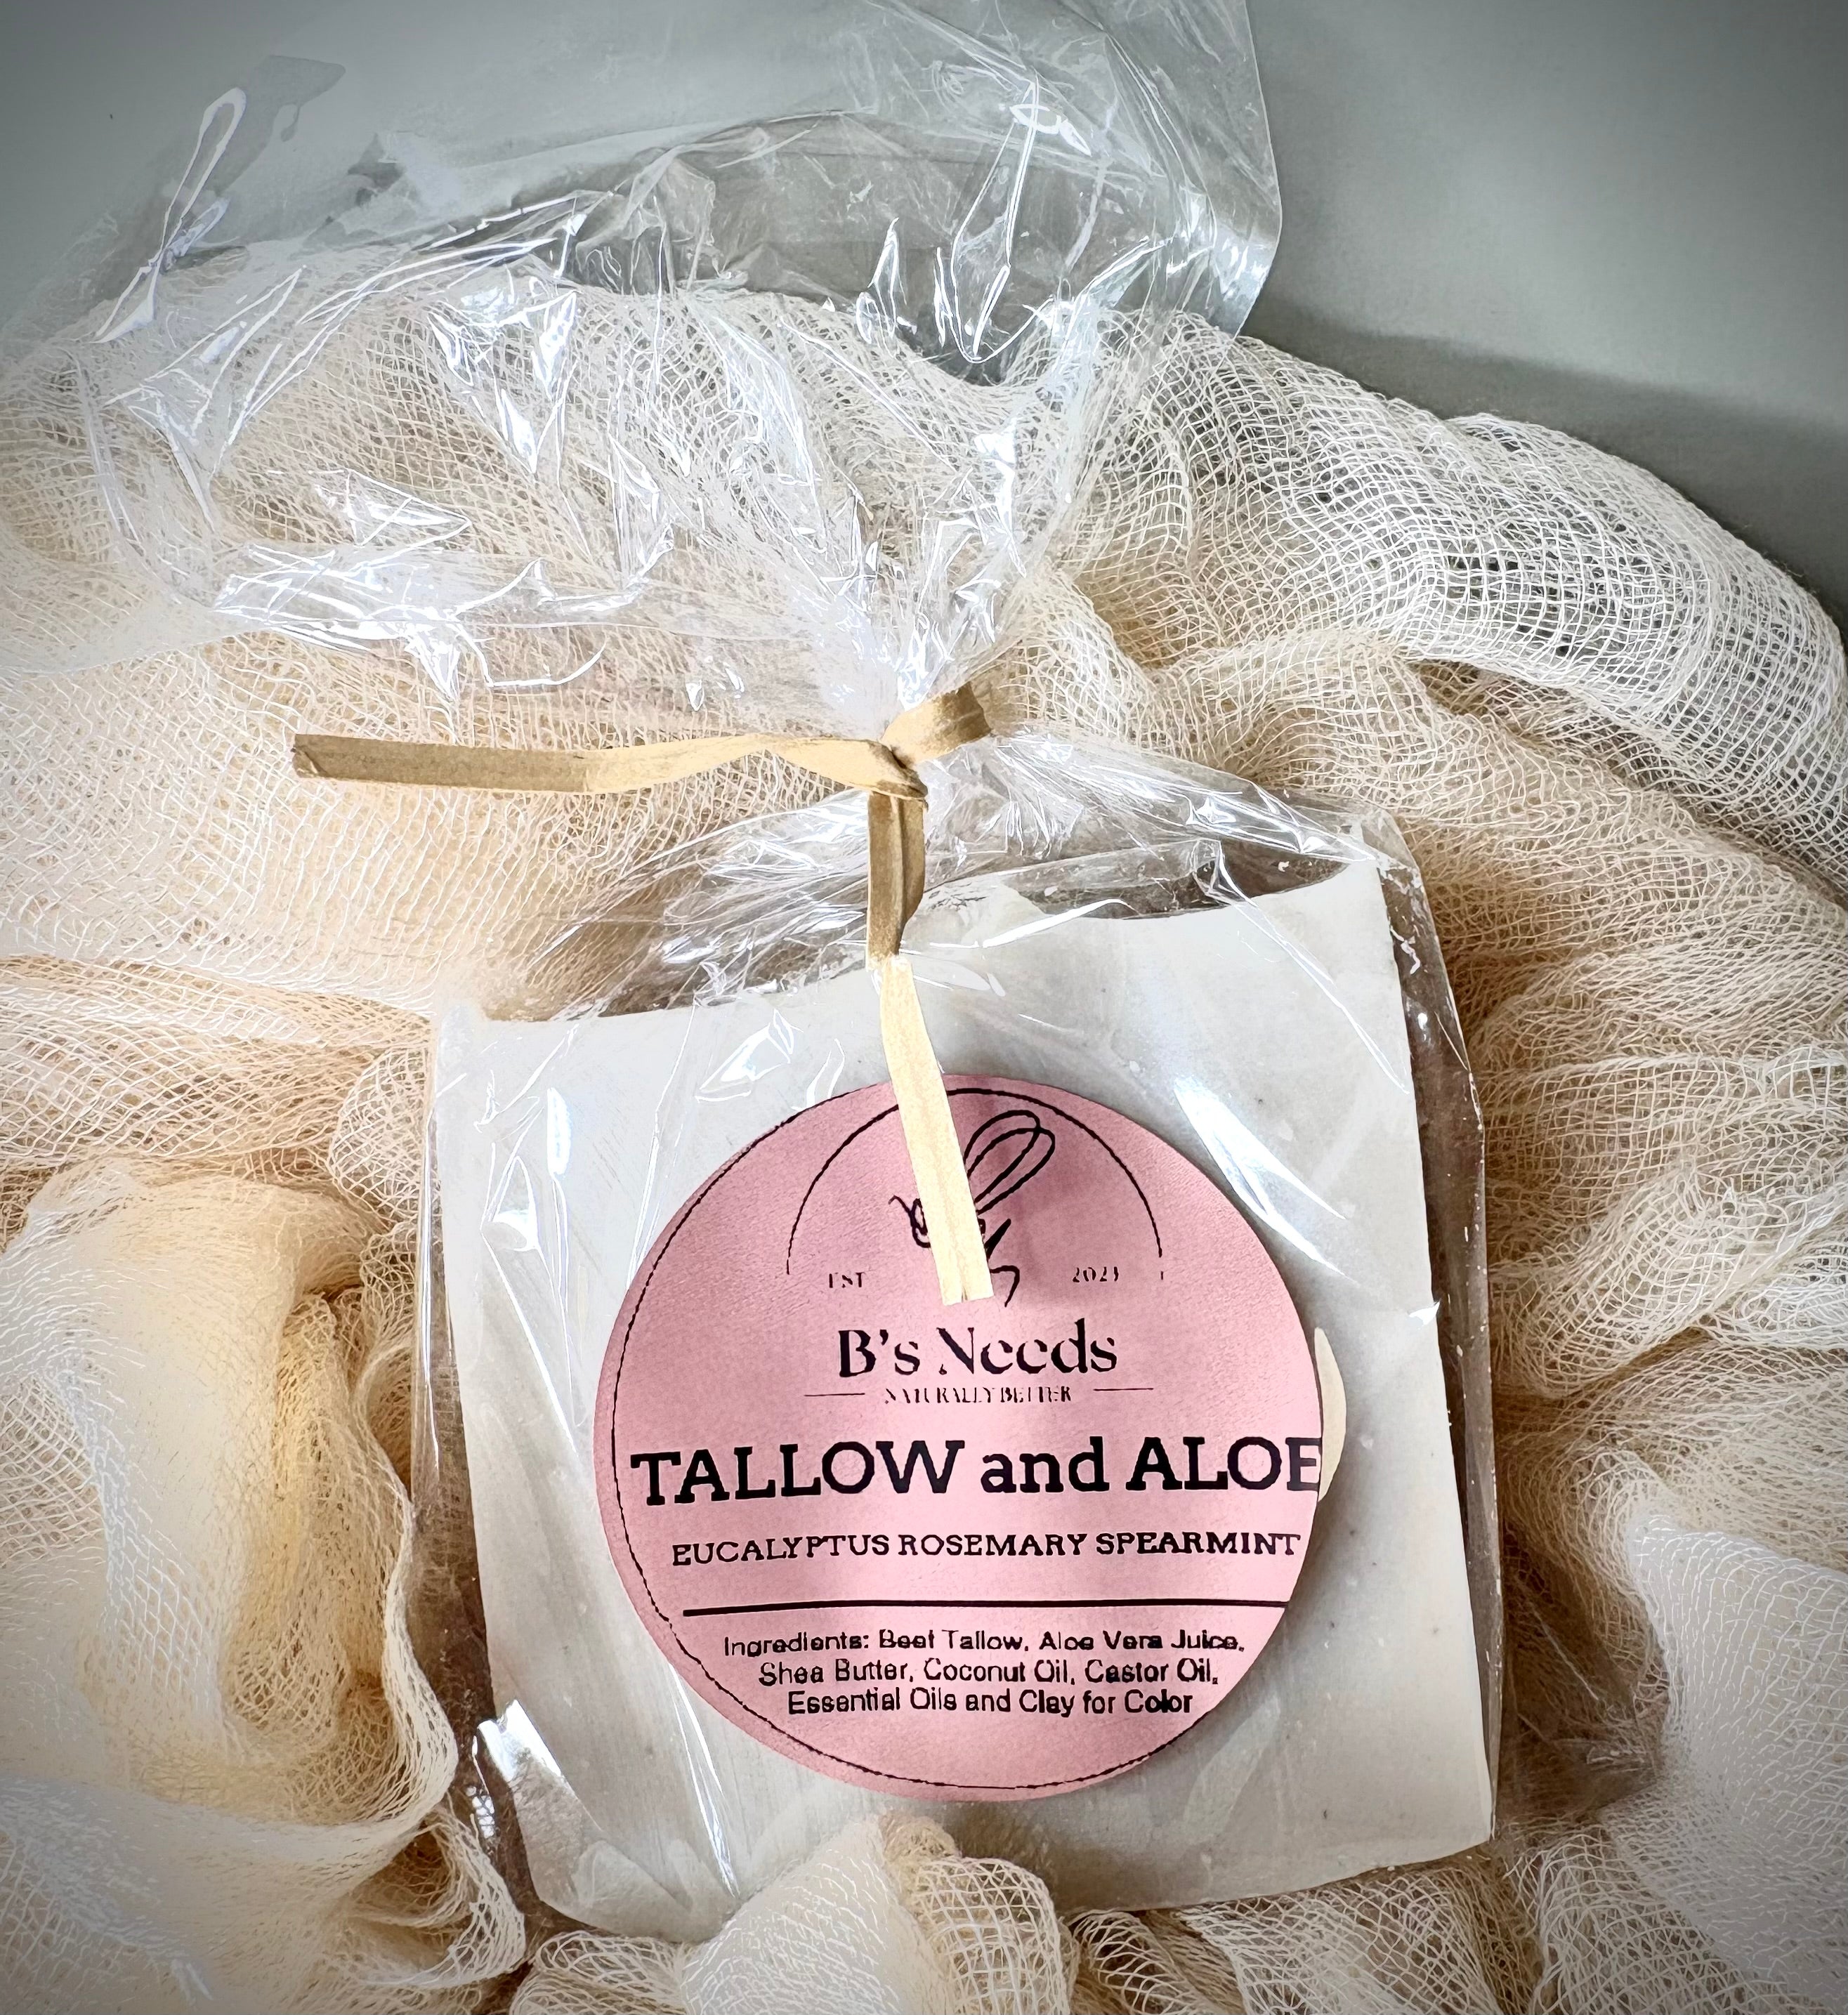 EST 2023
B's Needs
NATURALLY BETTER
TALLOW and ALOE
EUCALYPTUS ROSEMARY SPEARMINT
Ingredients: Beef Tallow, Aloe Vera Juice,
Shea Butter, Coconut Oil, Castor Oil,
Essential Oils and Clay for Color